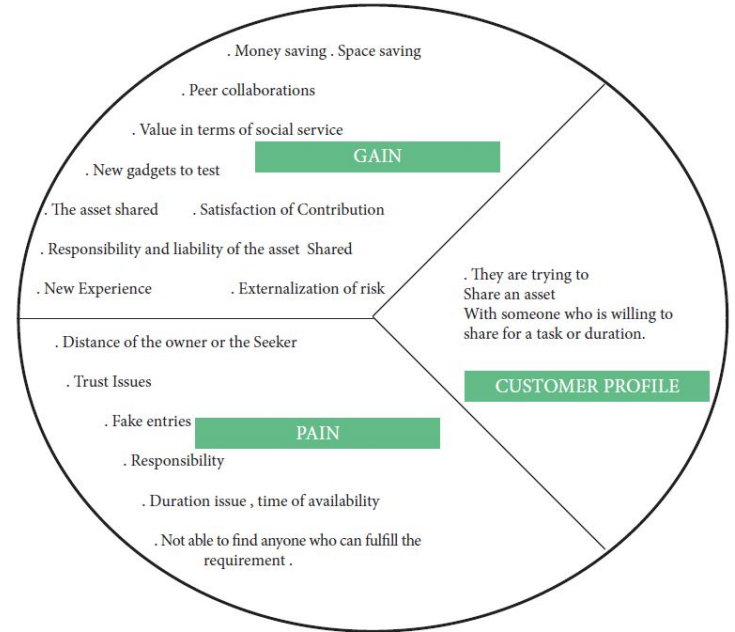 . Money saving . Space saving
. Peer collaborations
. Value in terms of social service
GAIN
. New gadgets to test
. The asset shared . Satisfaction of Contribution
. Responsibility and liability of the asset Shared
. New Experience . Externalization of risk
. They are trying to
Share an asset
With someone who is willing to
share for a task or duration.
CUSTOMER PROFILE
. Distance of the owner or the Seeker
. Trust Issues
. Fake entries
PAIN
. Responsibility
. Duration issue , time of availability
. Not able to find anyone who can fulfill the
requirement .